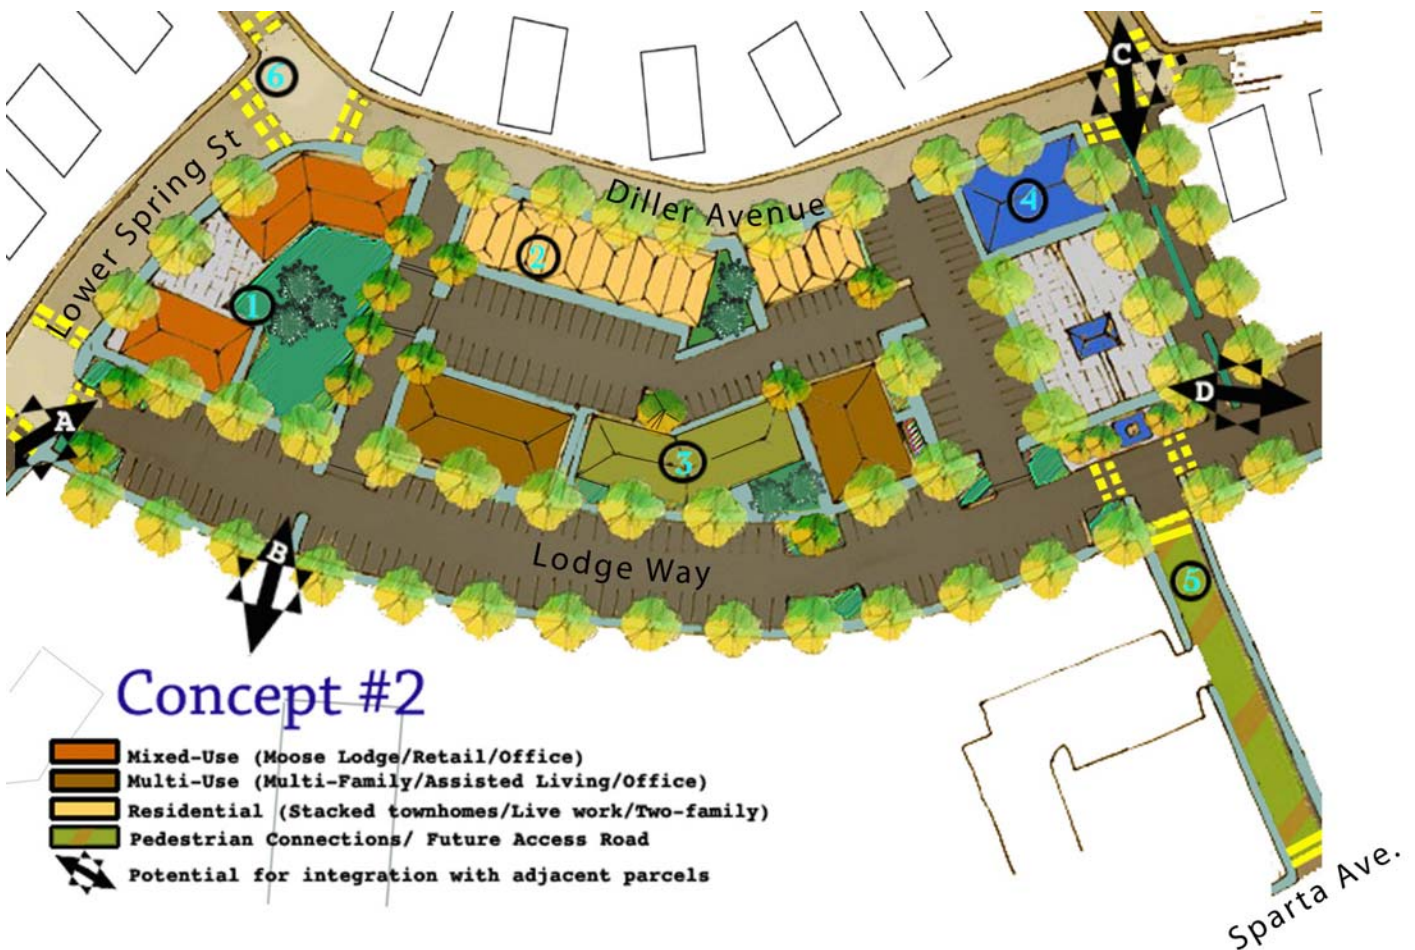 6
C
Lower Spring St
Diller Avenue
4
2
1
D
A
3
B
Lodge Way
5
Concept #2
Mixed-Use (Moose Lodge/Retail/Office)
Multi-Use (Multi-Family/Assisted Living/Office)
Residential (Stacked townhomes/Live work/Two-family)
Pedestrian Connections/ Future Access Road
Potential for integration with adjacent parcels
Sparta Ave.